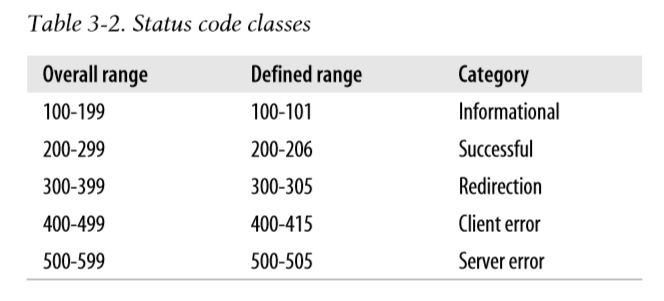 Table 3-2. Status code classes
Overall range Defined range Category
100-199 100-101 Informational
200-299 200-206 Successful
300-399 300-305 Redirection
400-499 400-415 Client error
500-599 500-505 Server error